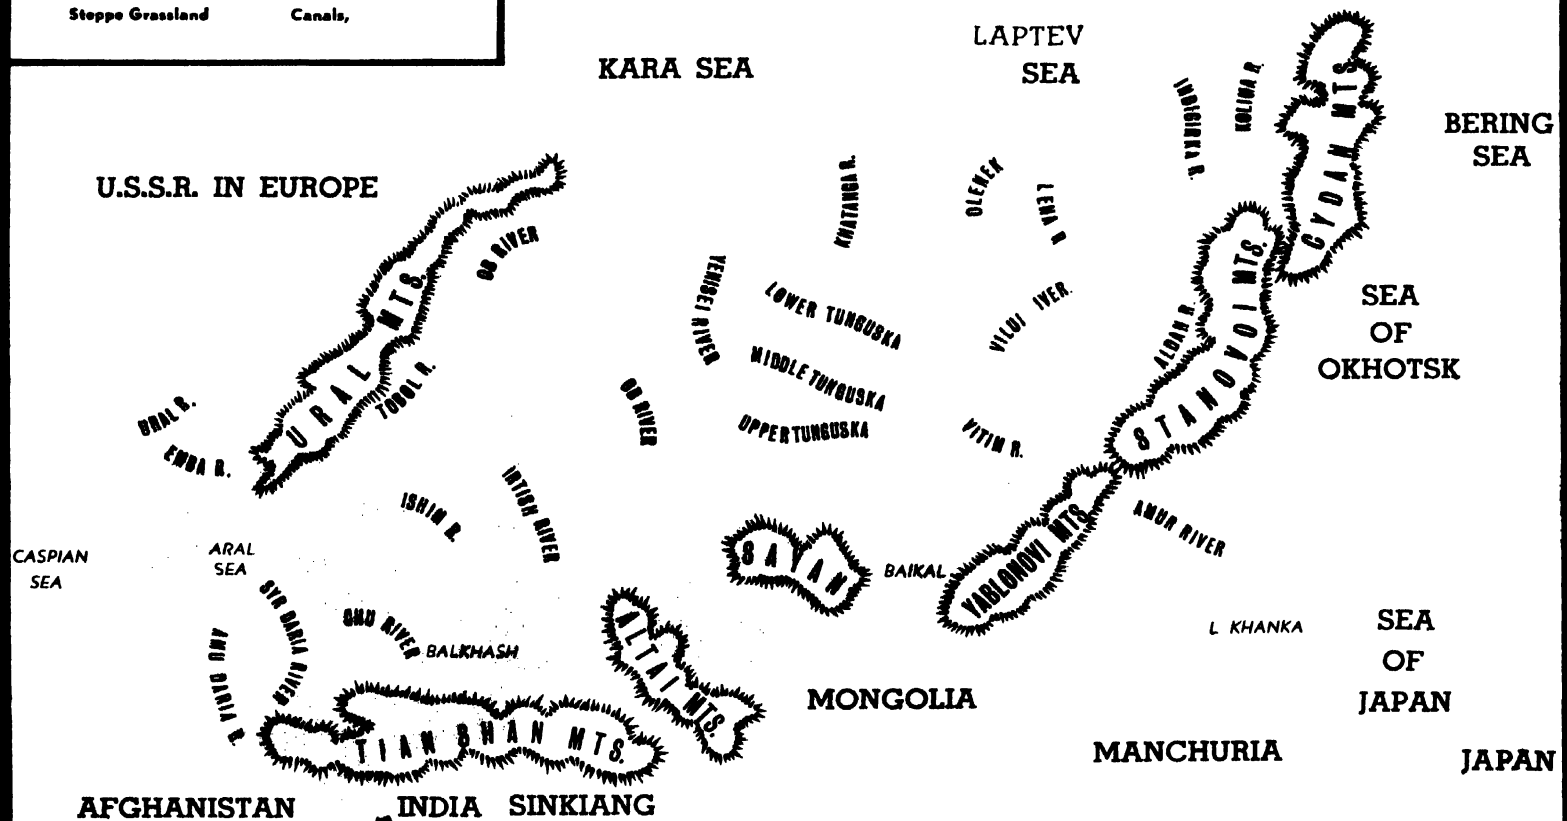 Steppe Grassland
Canals,
LAPTEV
SEA
KARA SEA
INDIGIRKA R.
KOLIMA R.
GYDAN MTS.
BERING
SEA
U.S.S.R. IN EUROPE
KHATANGA R.
OLENEK
LENA R
OB RIVER
YENISEI RIVER
LOWER TUNGUSKA
VILUI IVER.
STANOVOI MTS.
SEA
OF
OKHOTSK
URAL MTS.
TOBOL R.
ALDAN R.
MIDDLE TUNGUSKA
URAL R.
EMBA R.
OB RIVER
UPPER TUNGUSKA
VITIM R.
ISHIM R.
IRTISH RIVER
AMUR RIVER
CASPIAN
SEA
ARAL
SEA
SAYAN
BAIKAL
YABLONOVI MTS.
SYR DARIA RIVER
AMU DARIA R.
CHU RIVER
BALKHASH
ALTAI MTS.
L KHANKA
SEA
OF
JAPAN
MONGOLIA
TIAN SHAN MTS.
MANCHURIA
JAPAN
AFGHANISTAN
INDIA
SINKIANG